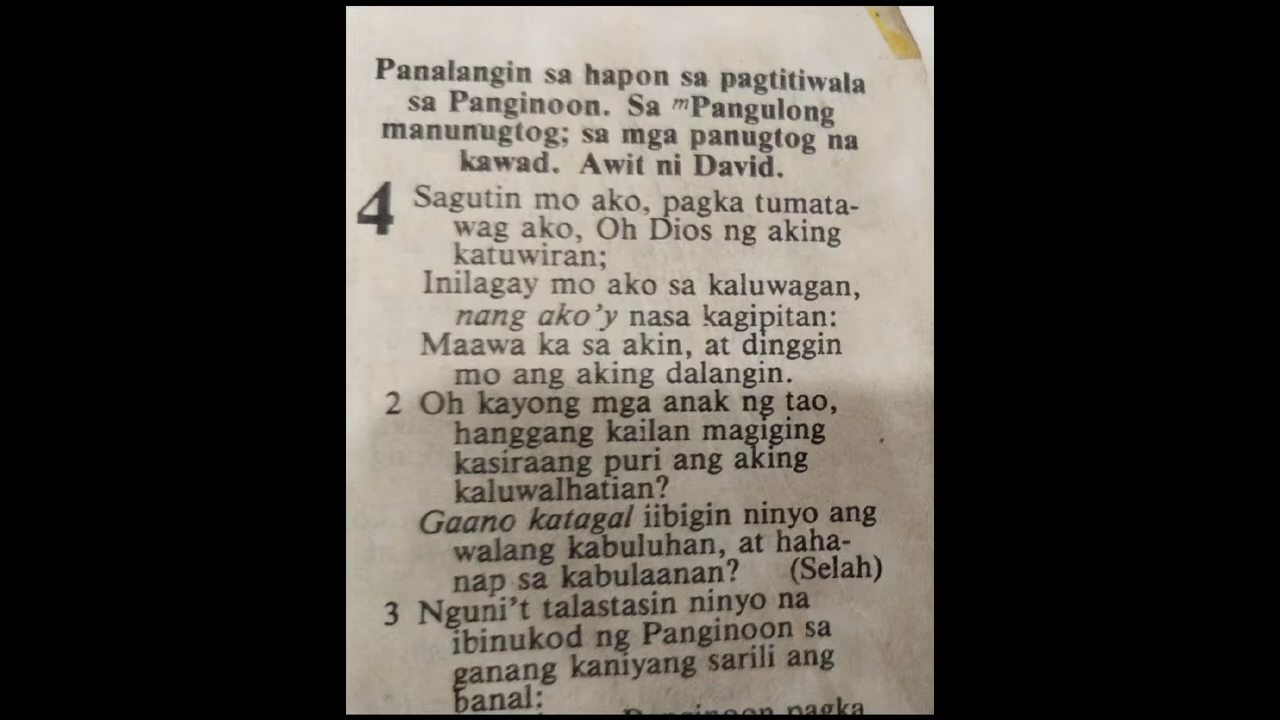 Panalangin sa hapon sa pagtitiwala
sa Panginoon. Sa ᵐPangulong
manunugtog; sa mga panugtog na
kawad. Awit ni David.
4 Sagutin mo ako, pagka tumata-
wag ako, Oh Dios ng aking
katuwiran;
Inilagay mo ako sa kaluwagan,
nang ako’y nasa kagipitan:
Maawa ka sa akin, at dinggin
mo ang aking dalangin.
2 Oh kayong mga anak ng tao,
hanggang kailan magiging
kasiraang puri ang aking
kaluwalhatian?
Gaano katagal iibigin ninyo ang
walang kabuluhan, at haha-
nap sa kabulaanan? (Selah)
3 Nguni’t talastasin ninyo na
ibinukod ng Panginoon sa
ganang kaniyang sarili ang
banal:
Panginoon pagka